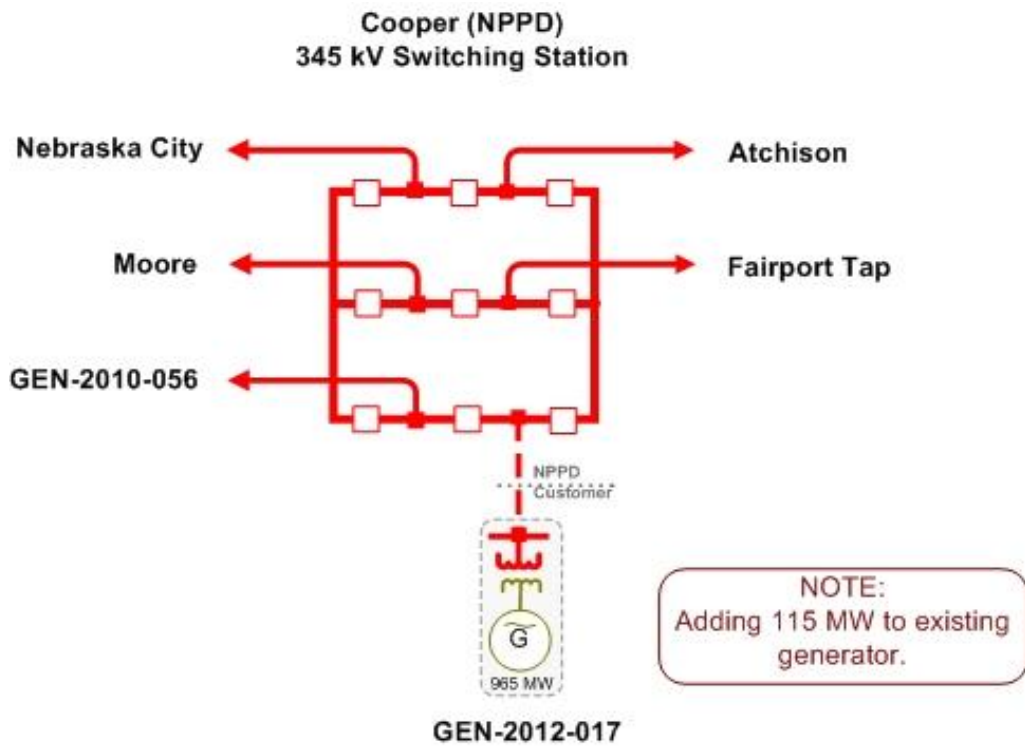 Cooper (NPPD)
345 kV Switching Station
Nebraska City
Atchison
Moore
Fairport Tap
GEN-2010-056
NPPD
Customer
G
965 MW
NOTE:
Adding 115 MW to existing
generator.
GEN-2012-017